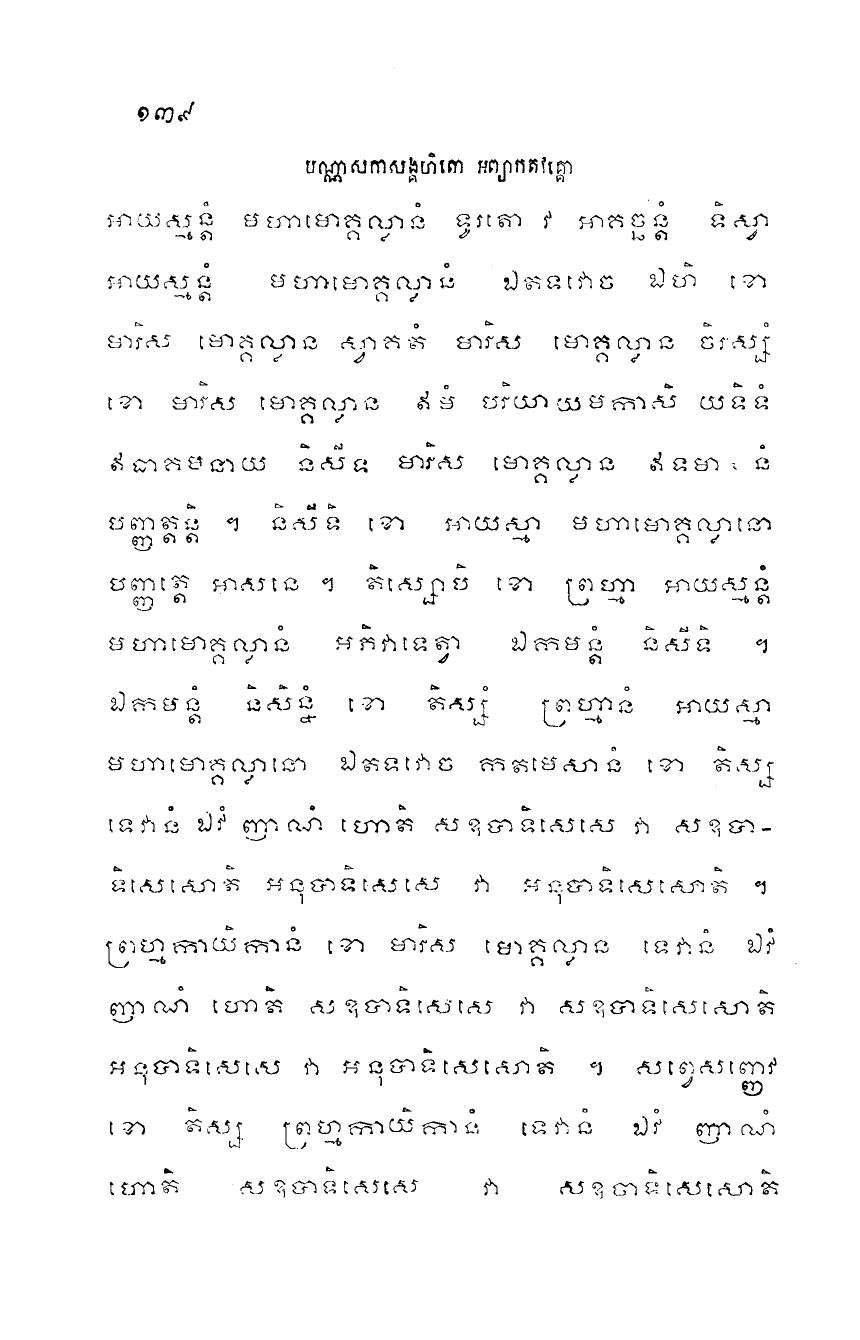 ១៣៩
បណ្ណាសកាសង្គហិតោ អព្យាកតវគ្គោ
អាយស្មន្តំ មហាមោគ្គល្លានំ ទូរតោ វ អាគច្ឆន្តំ ទិស្វា
អាយស្មន្តំ មហាមោគ្គល្លានំ ឯតទវោច ឯហិ ខោ
មារិស មោគ្គល្លាន ស្វាគតំ មារិស មោគ្គល្លាន ចិរស្សំ
ខោ មារិស មោគ្គល្លាន ឥមំ បរិយាយមកាសិ យទិទំ
ឥធាគមនាយ និសីទ មារិស មោគ្គល្លាន ឥទមាសនំ
បញ្ញត្តន្តិ ។ និសីទិ ខោ អាយស្មា មហាមោគ្គល្លានោ
បញ្ញត្តេ អាសនេ ។ តិស្សោបិ ខោ ព្រហ្មា អាយស្មន្តំ
មហាមោគ្គល្លានំ អភិវាទេត្វា ឯកមន្តំ និសីទិ ។
ឯកមន្តំ និសិន្នំ ខោ តិស្សំ ព្រហ្មានំ អាយស្មា
មហាមោគ្គល្លានោ ឯតទវោច កតមេសានំ ខោ តិស្ស
ទេវានំ ឯវំ ញាណំ ហោតិ សឧបាទិសេសេ វា សឧបា-
ទិសេសោតិ អនុបាទិសេសេ វា អនុបាទិសេសោតិ ។
ព្រហ្មកាយិកានំ ខោ មារិស មោគ្គល្លាន ទេវានំ ឯវំ
ញាណំ ហោតិ សឧបាទិសេសេ វា សឧបាទិសេសោតិ
អនុបាទិសេសេ វា អនុបាទិសេសោតិ ។ សព្វេសញ្ញេវ
ខោ តិស្ស ព្រហ្មកាយិកានំ ទេវានំ ឯវំ ញាណំ
ហោតិ សឧបាទិសេសេ វា សឧបាទិសេសោតិ